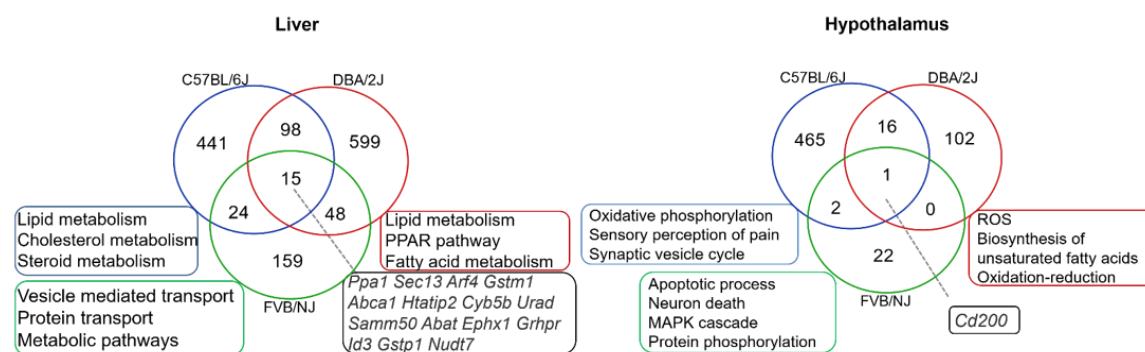 Liver
C57BL/6J
DBA/2J
441
98
599
15
24
48
159
FVB/NJ
Lipid metabolism
Cholesterol metabolism
Steroid metabolism
Lipid metabolism
PPAR pathway
Fatty acid metabolism
Vesicle mediated transport
Protein transport
Metabolic pathways
Ppa1 Sec13 Arf4 Gstm1
Abca1 Htatip2 Cyb5b Urad
Samm50 Abat Ephx1 Grhpr
Id3 Gstp1 Nudt7
Hypothalamus
C57BL/6J
DBA/2J
465
16
102
1
2
0
22
FVB/NJ
Oxidative phosphorylation
Sensory perception of pain
Synaptic vesicle cycle
ROS
Biosynthesis of
unsaturated fatty acids
Oxidation-reduction
Apoptotic process
Neuron death
MAPK cascade
Protein phosphorylation
Cd200